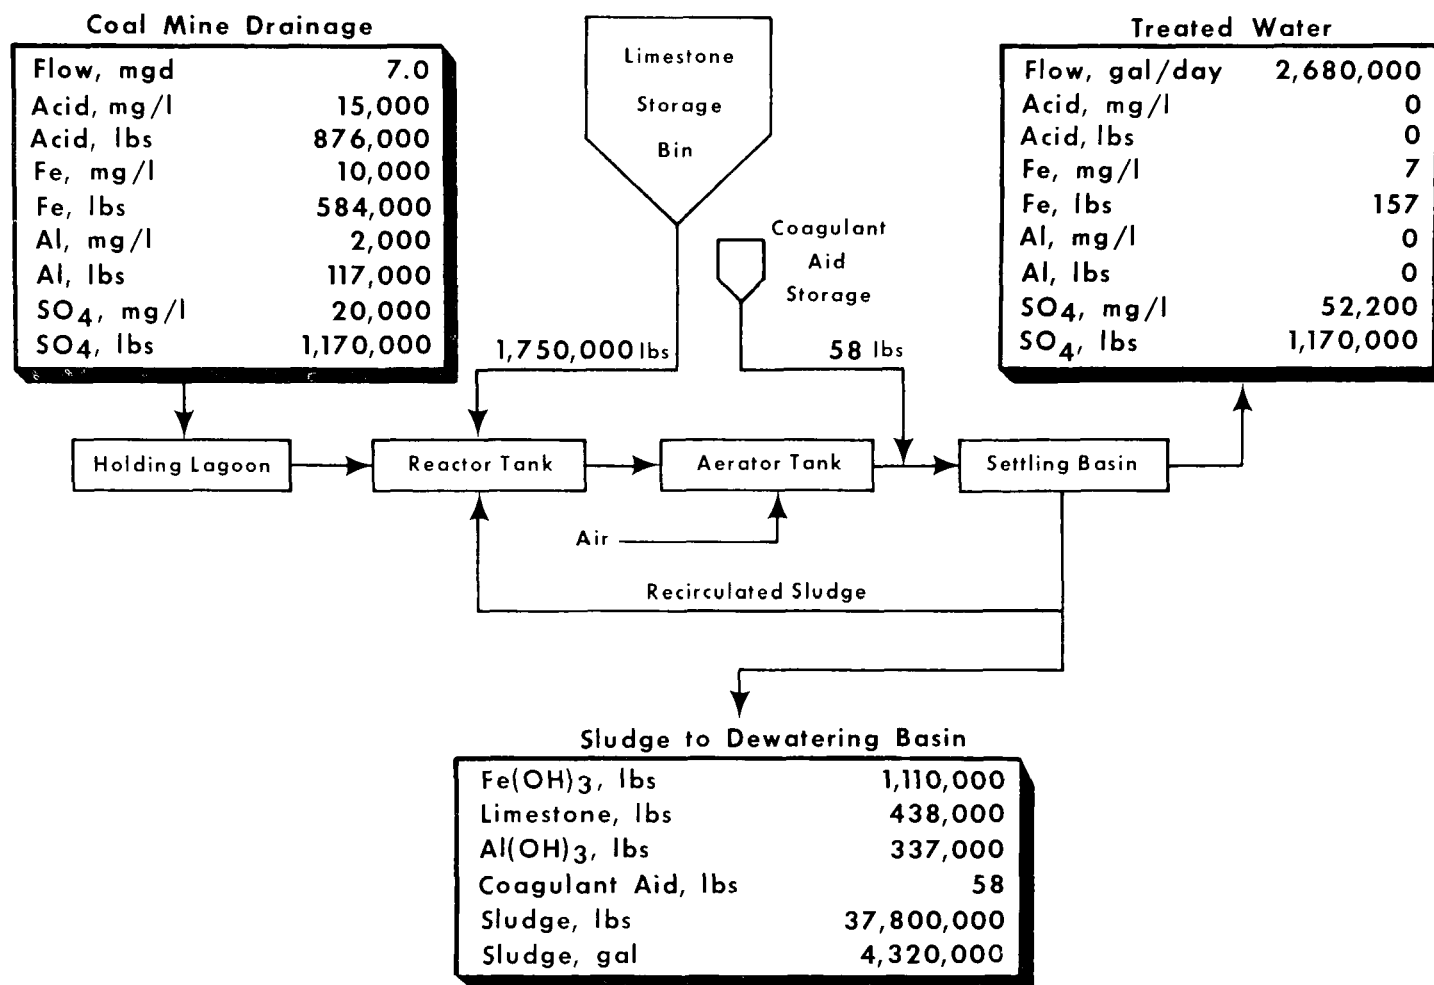 Coal Mine Drainage
Flow, mgd 7.0
Acid, mg/l 15,000
Acid, lbs 876,000
Fe, mg/l 10,000
Fe, lbs 584,000
Al, mg/l 2,000
Al, lbs 117,000
SO4, mg/l 20,000
SO4, lbs 1,170,000
Limestone
Storage
Bin
Coagulant
Aid
Storage
Treated Water
Flow, gal/day 2,680,000
Acid, mg/l 0
Acid, lbs 0
Fe, mg/l 7
Fe, lbs 157
Al, mg/l 0
Al, lbs 0
SO4, mg/l 52,200
SO4, lbs 1,170,000
1,750,000 lbs
58 lbs
Holding Lagoon
Reactor Tank
Aerator Tank
Settling Basin
Air
Recirculated Sludge
Sludge to Dewatering Basin
Fe(OH)3, lbs 1,110,000
Limestone, lbs 438,000
Al(OH)3, lbs 337,000
Coagulant Aid, lbs 58
Sludge, lbs 37,800,000
Sludge, gal 4,320,000